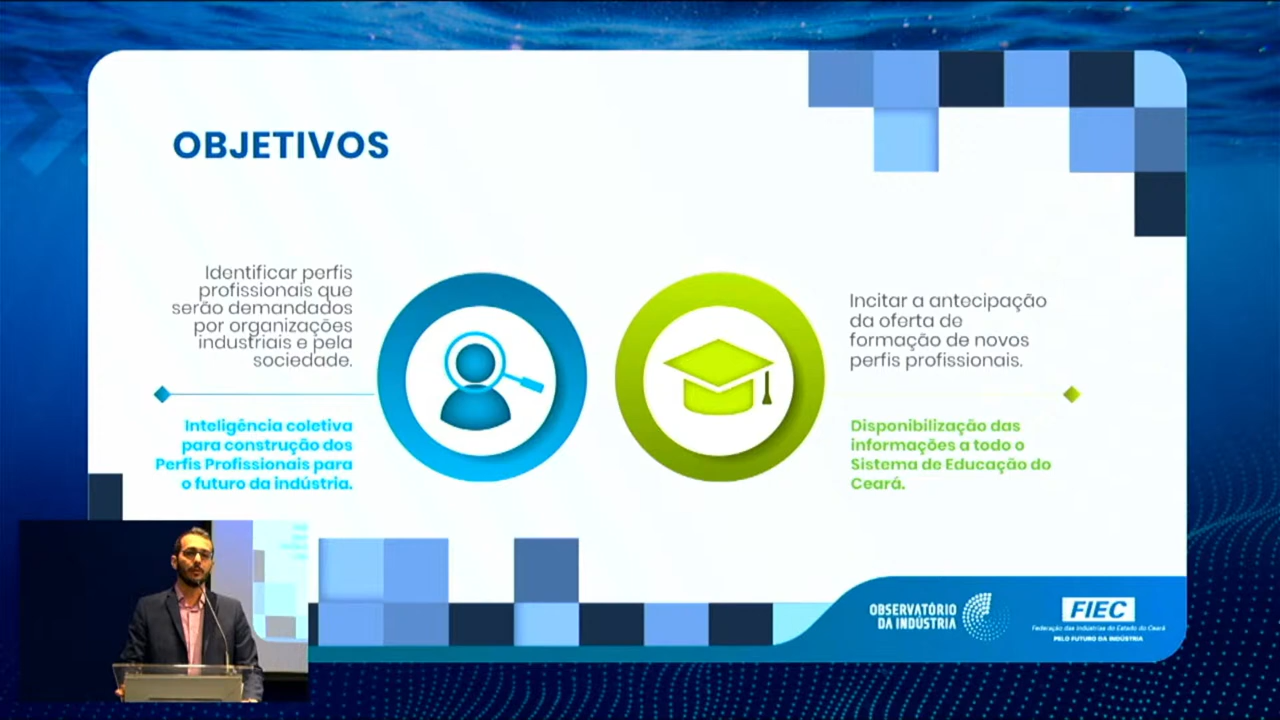 OBJETIVOS
Identificar perfis
profissionais que
serão demandados
por organizações
industriais e pela
sociedade.
Inteligência coletiva
para construção dos
Perfis Profissionais para
o futuro da indústria.
Incitar a antecipação
da oferta de
formação de novos
perfis profissionais.
Disponibilização das
informações a todo o
Sistema de Educação do
Ceará.
OBSERVATÓRIO
DA INDÚSTRIA
FIEC
Federação das Indústrias do Estado do Ceará
PELO FUTURO DA INDÚSTRIA